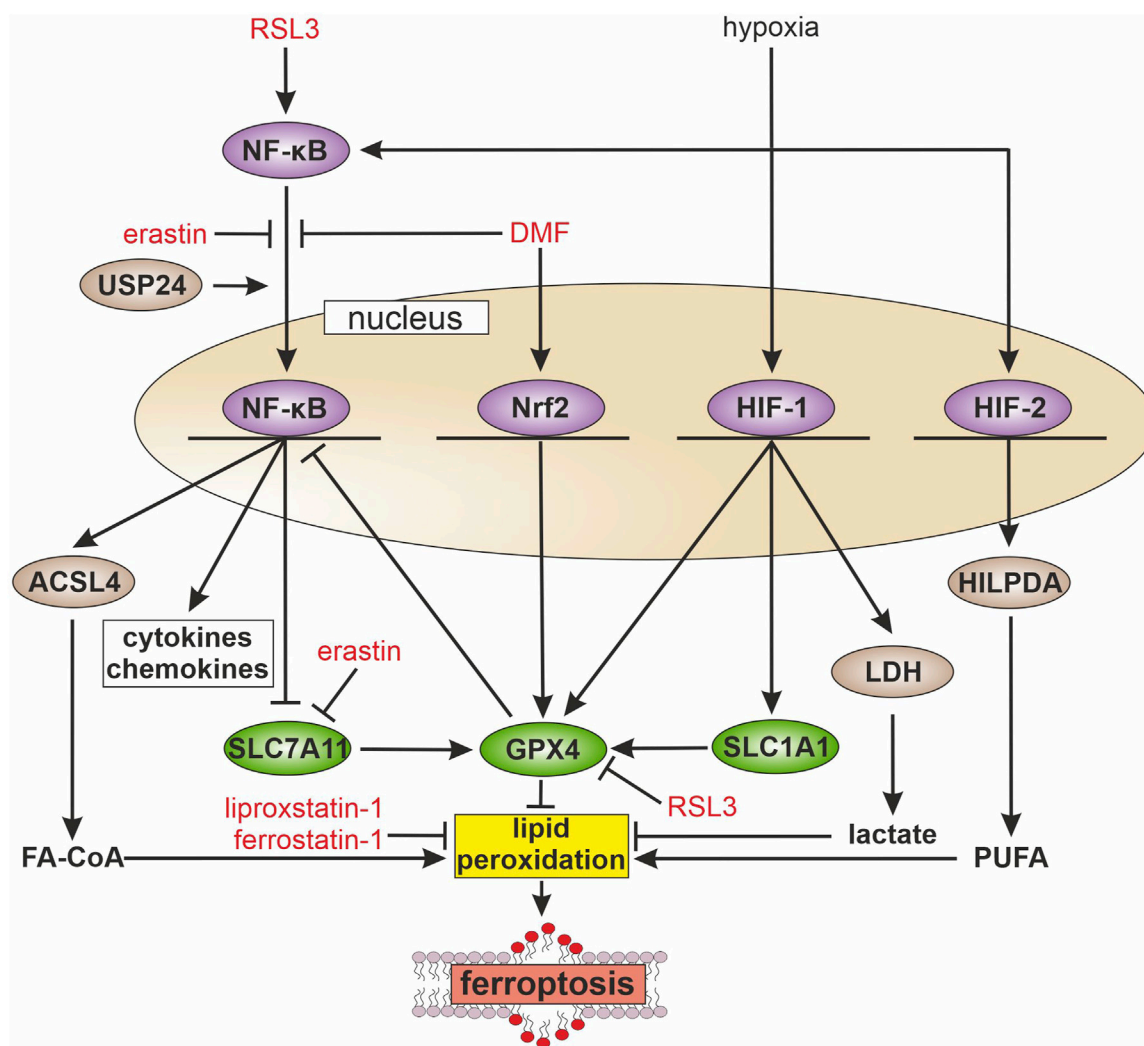 RSL3
hypoxia
NF-κB
erastin
DMF
USP24
nucleus
NF-κB
Nrf2
HIF-1
HIF-2
ACSL4
HILPDA
cytokines
chemokines
erastin
LDH
SLC7A11
GPX4
SLC1A1
liproxstatin-1
ferrostatin-1
RSL3
lipid
peroxidation
lactate
FA-CoA
PUFA
ferroptosis